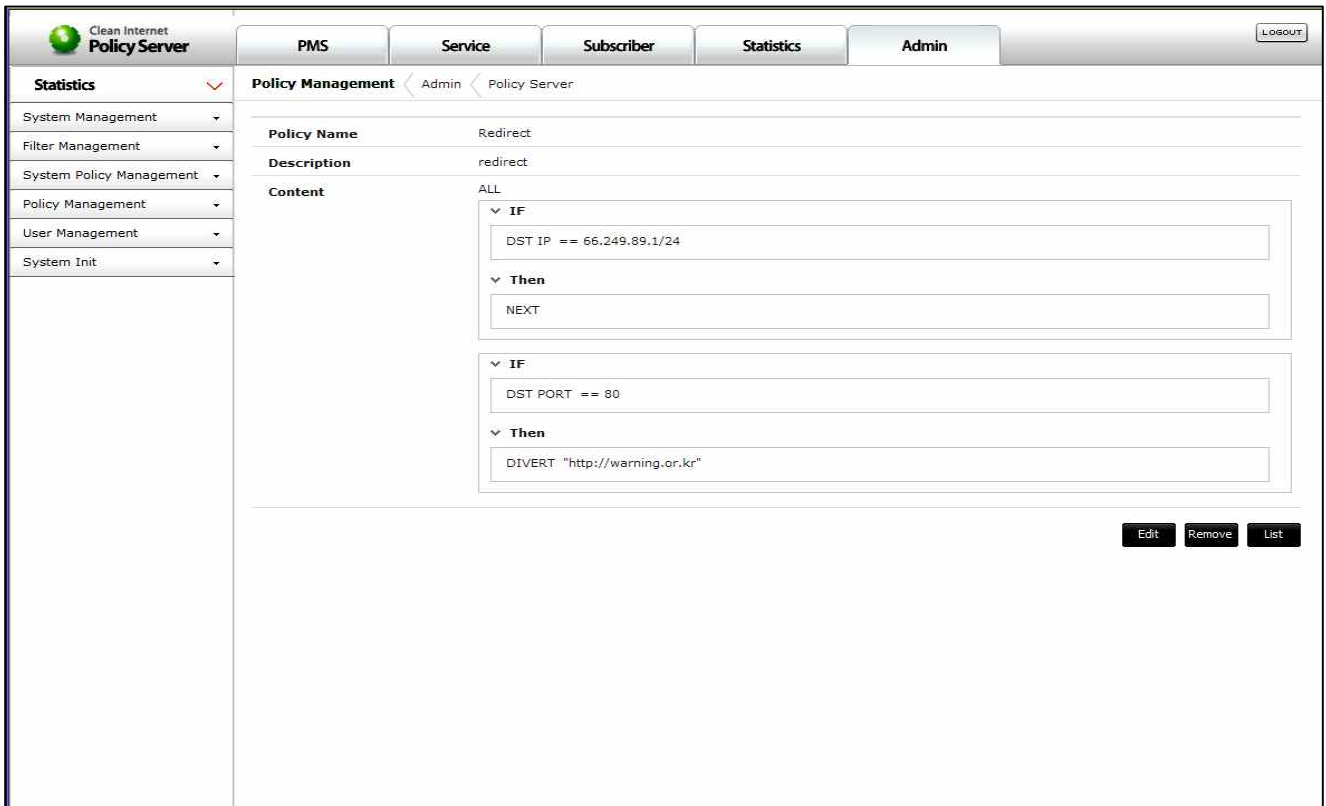 Clean Internet
Policy Server
PMS
Service
Subscriber
Statistics
Admin
LOGOUT
Statistics
Policy Management Admin Policy Server
System Management
Filter Management
System Policy Management
Policy Management
User Management
System Init
Policy Name Redirect
Description redirect
Content ALL
IF
DST IP == 66.249.89.1/24
Then
NEXT
IF
DST PORT == 80
Then
DIVERT "http://warning.or.kr"
Edit
Remove
List